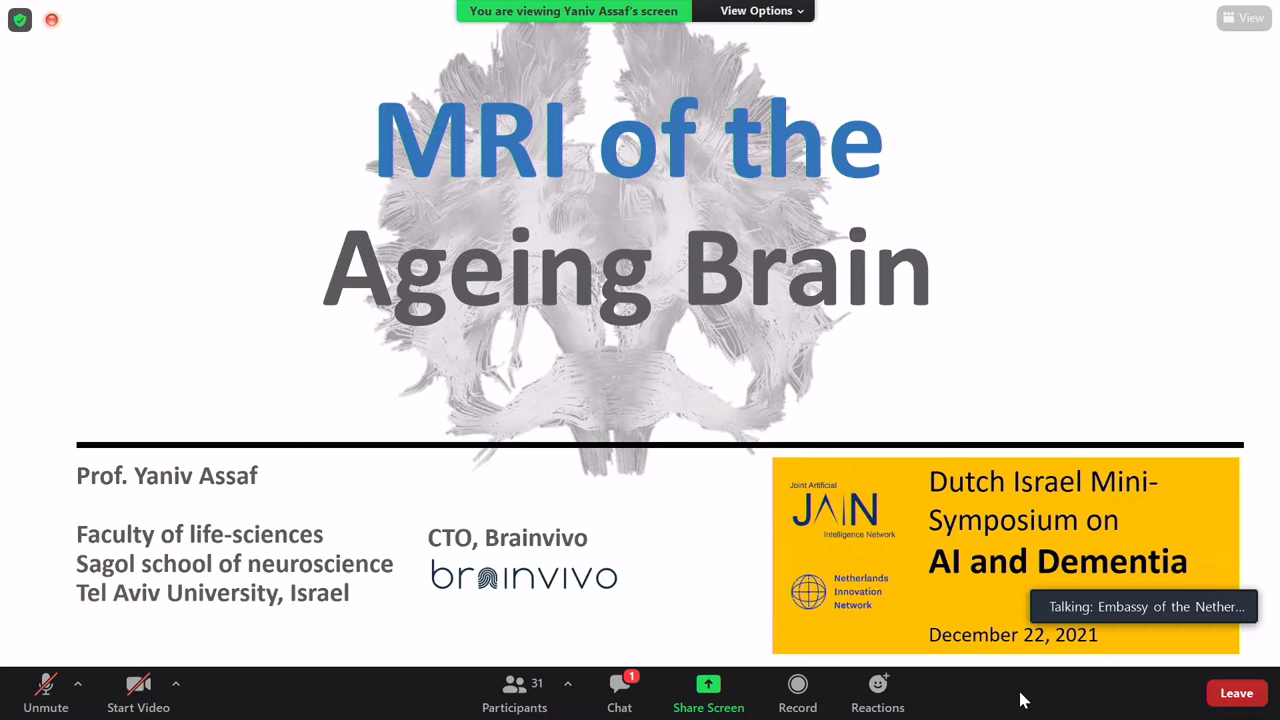 You are viewing Yaniv Assaf's screen
View Options
View
MRI of the
Ageing Brain
Prof. Yaniv Assaf
Faculty of life-sciences
Sagol school of neuroscience
Tel Aviv University, Israel
CTO, Brainvivo
brainvivo
Joint Artificial
JAIN
Intelligence Network
Netherlands
Innovation
Network
Dutch Israel Mini-
Symposium on
AI and Dementia
December 22, 2021
Talking: Embassy of the Nether...
Unmute
Start Video
31
Participants
1
Chat
Share Screen
Record
Reactions
Leave